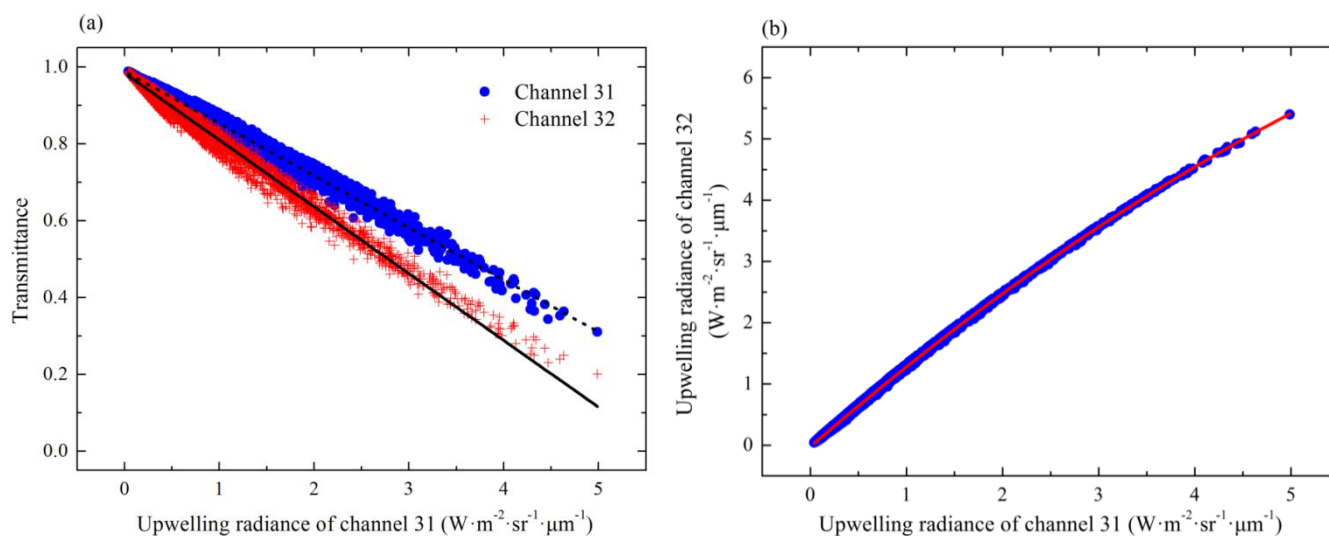 (a)
1.0
0.8
0.6
0.4
0.2
0.0
Transmittance
Channel 31
Channel 32
0 1 2 3 4 5
Upwelling radiance of channel 31 (W·m⁻²·sr⁻¹·μm⁻¹)
(b)
6
5
4
3
2
1
0
Upwelling radiance of channel 32
(W·m⁻²·sr⁻¹·μm⁻¹)
0 1 2 3 4 5
Upwelling radiance of channel 31 (W·m⁻²·sr⁻¹·μm⁻¹)